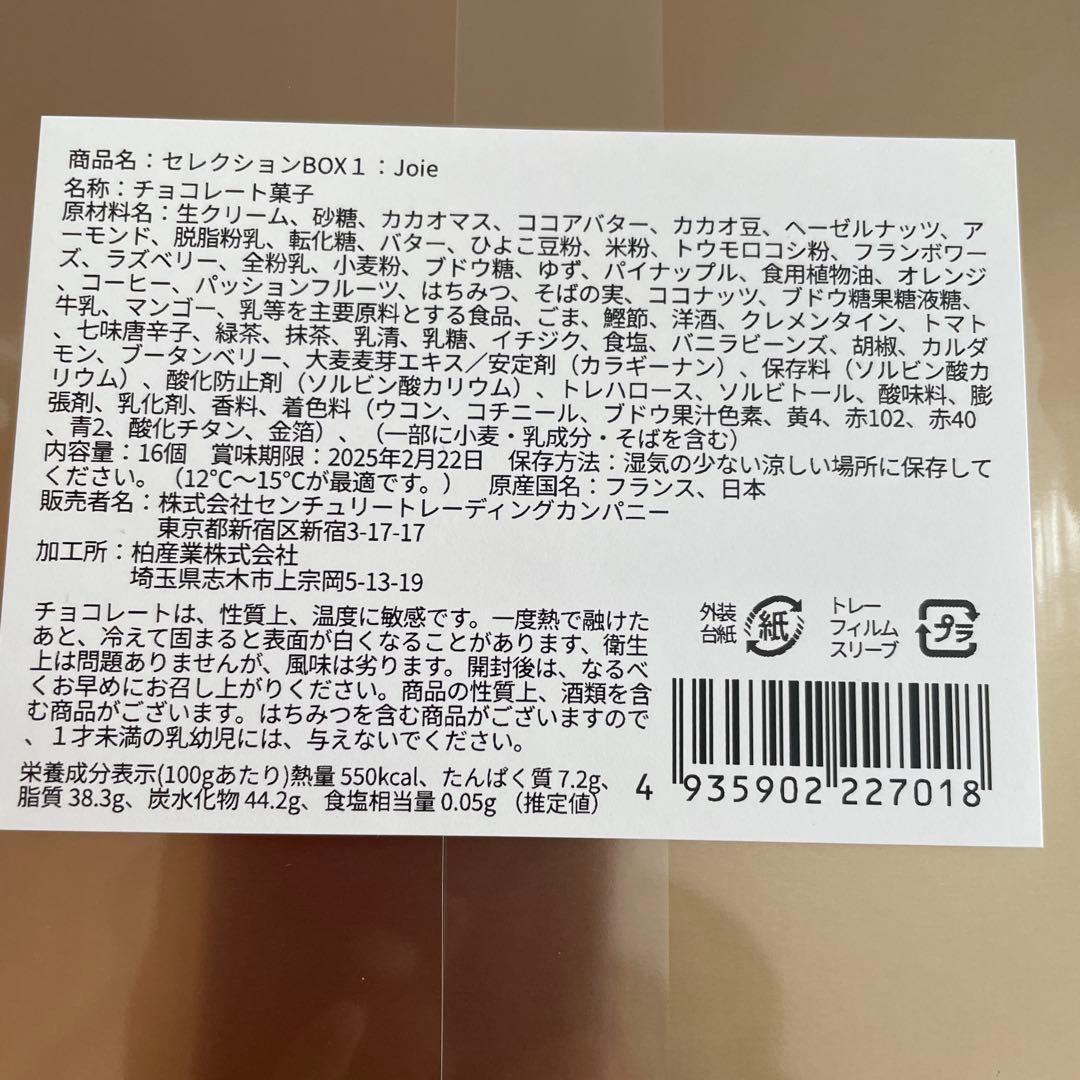 商品名：セレクションBOX１：Joie
名称：チョコレート菓子
原材料名：生クリーム、砂糖、カカオマス、ココアバター、カカオ豆、ヘーゼルナッツ、ア
ーモンド、脱脂粉乳、転化糖、バター、ひよこ豆粉、米粉、トウモロコシ粉、フランボワー
ズ、ラズベリー、全粉乳、小麦粉、ブドウ糖、ゆず、パイナップル、食用植物油、オレンジ
、コーヒー、パッションフルーツ、はちみつ、そばの実、ココナッツ、ブドウ糖果糖液糖、
牛乳、マンゴー、乳等を主要原料とする食品、ごま、鰹節、洋酒、クレメンタイン、トマト
、七味唐辛子、緑茶、抹茶、乳清、乳糖、イチジク、食塩、バニラビーンズ、胡椒、カルダ
モン、ブータンベリー、大麦麦芽エキス／安定剤（カラギーナン）、保存料（ソルビン酸カ
リウム）、酸化防止剤（ソルビン酸カリウム）、トレハロース、ソルビトール、酸味料、膨
張剤、乳化剤、香料、着色料（ウコン、コチニール、ブドウ果汁色素、黄4、赤102、赤40
、青2、酸化チタン、金箔）、（一部に小麦・乳成分・そばを含む）
内容量：16個　賞味期限：2025年2月22日　保存方法：湿気の少ない涼しい場所に保存して
ください。（12℃～15℃が最適です。）　原産国名：フランス、日本
販売者名：株式会社センチュリートレーディングカンパニー
東京都新宿区新宿3-17-17
加工所：柏産業株式会社
埼玉県志木市上宗岡5-13-19
チョコレートは、性質上、温度に敏感です。一度熱で融けた
あと、冷えて固まると表面が白くなることがあります、衛生
上は問題ありませんが、風味は劣ります。開封後は、なるべ
くお早めにお召し上がりください。商品の性質上、酒類を含
む商品がございます。はちみつを含む商品がございますので
、１才未満の乳幼児には、与えないでください。
栄養成分表示(100gあたり)熱量 550kcal、たんぱく質 7.2g、
脂質 38.3g、炭水化物 44.2g、食塩相当量 0.05g （推定値）
外装
台紙
紙
トレー
フィルム
スリーブ
プラ
4 935902 227018